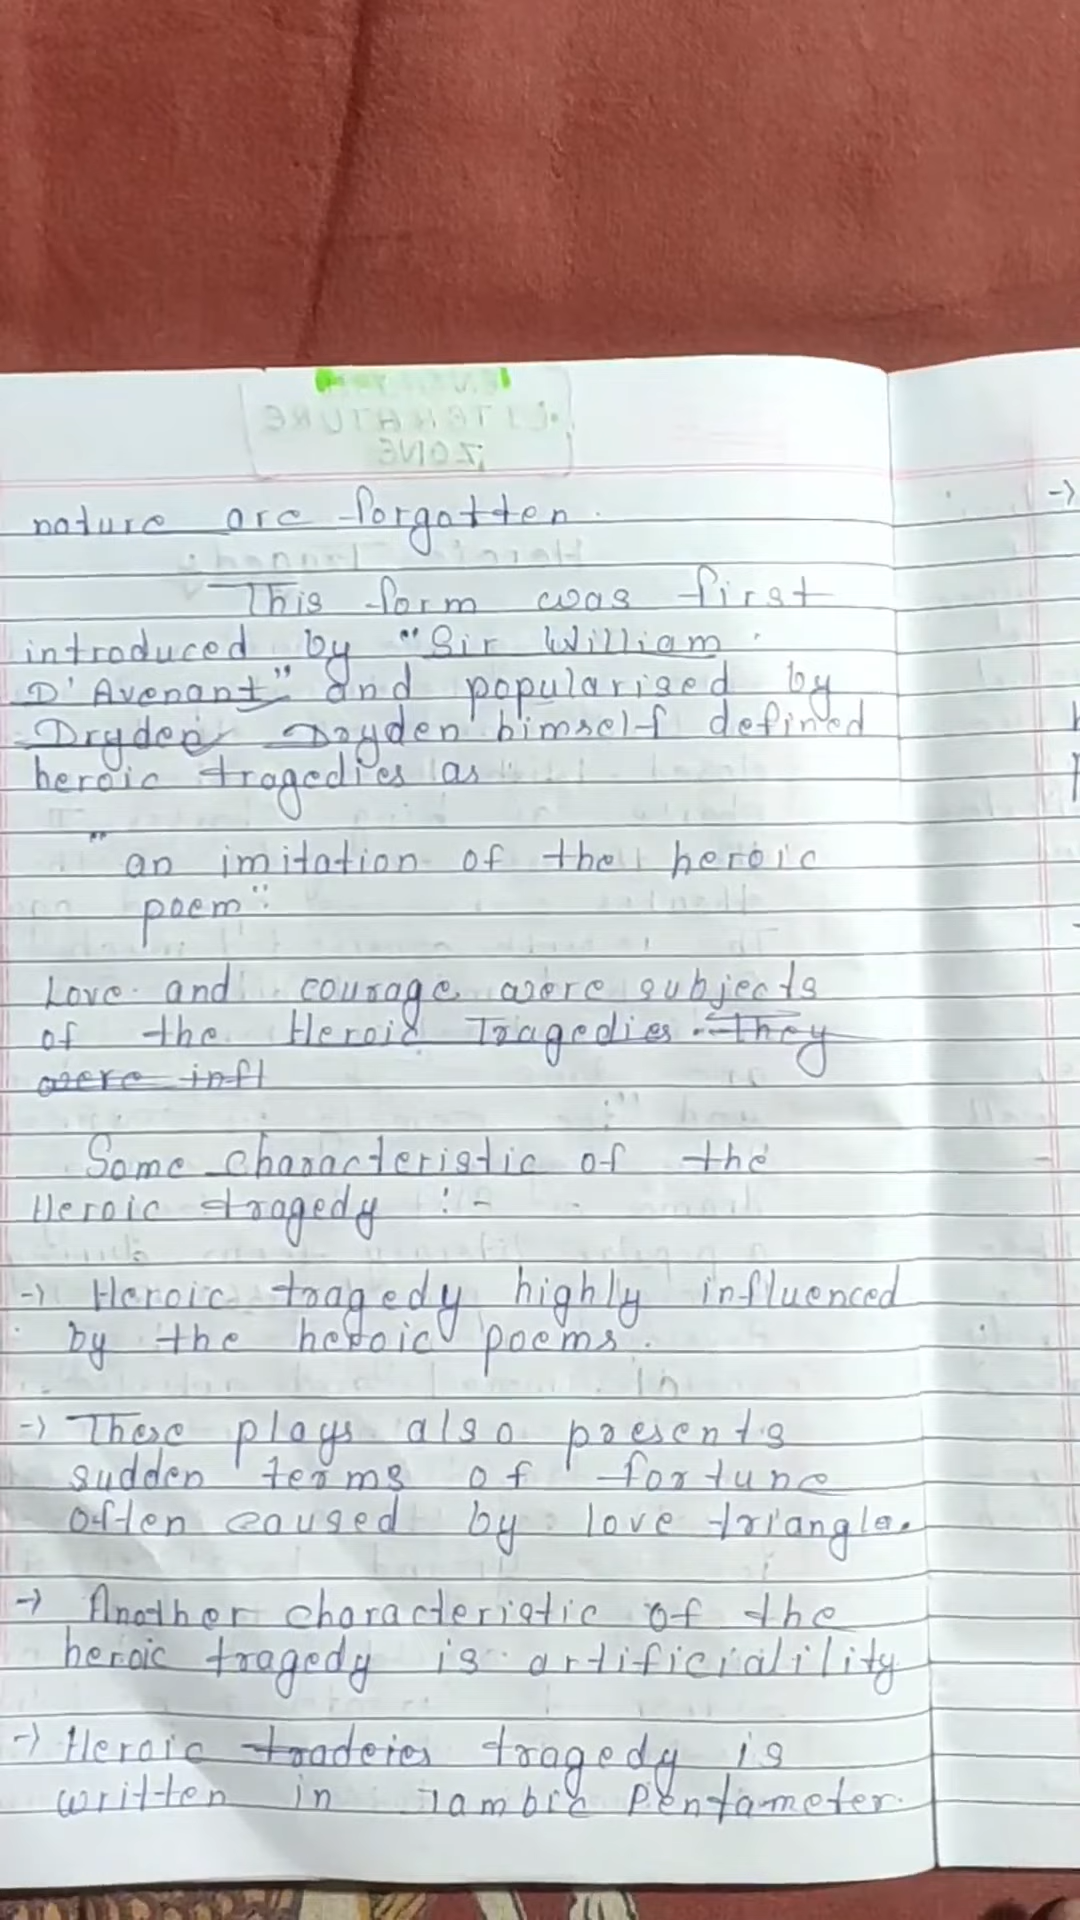 nature are forgotten.
This form was first
introduced by "Sir William
D'Avenant" and popularised by
Dryden Dryden himself defined
heroic tragedies as
"an imitation of the heroic
poem".
Love and courage were subjects
of the Heroic Tragedies. They
were infl
Some characteristic of the
Heroic tragedy :-
→ Heroic tragedy highly influenced
by the heroic poems.
→ These plays also presents
sudden terms of fortune
often caused by love triangle.
→ Another characteristic of the
heroic tragedy is artificialility
→ Heroic tradeies tragedy is
written in Iambic Pentameter.